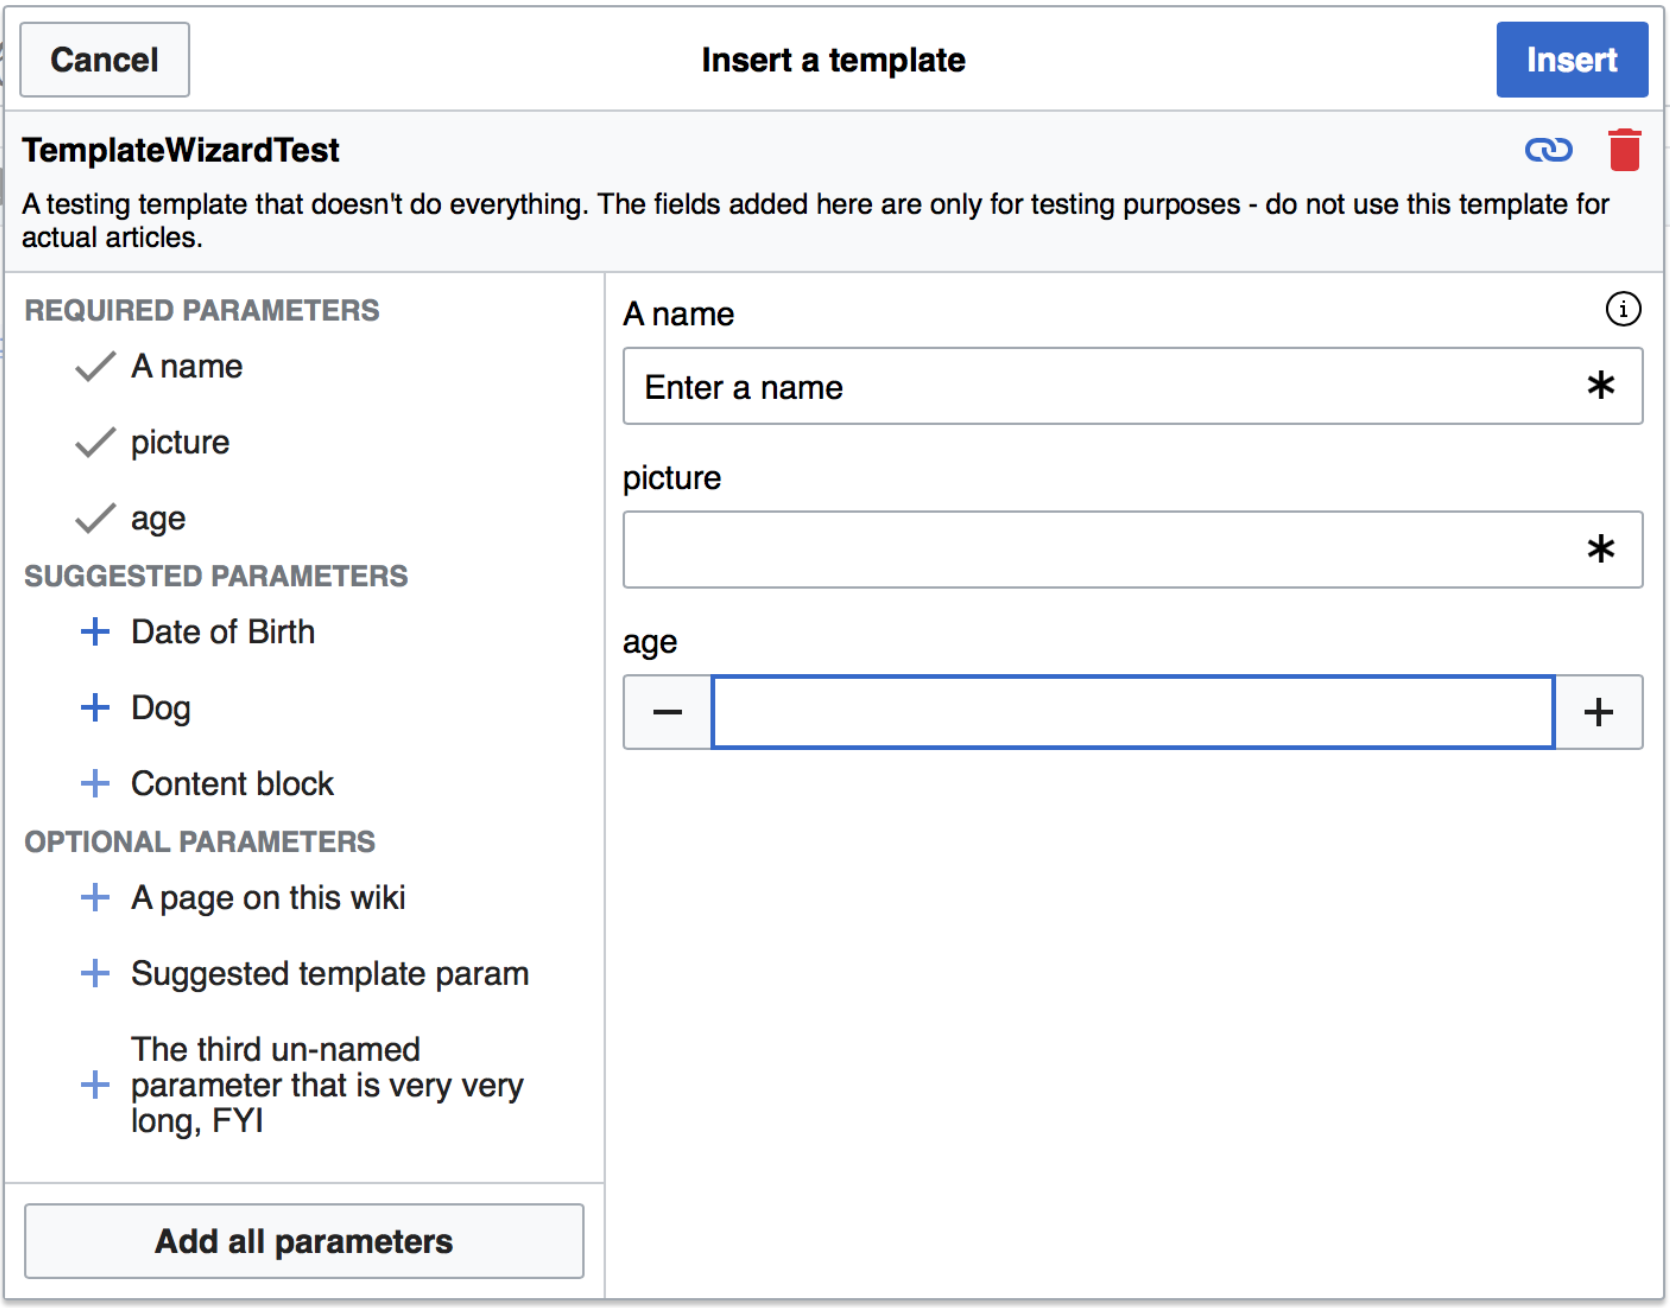 Cancel
Insert a template
Insert
TemplateWizardTest
A testing template that doesn't do everything. The fields added here are only for testing purposes - do not use this template for
actual articles.
REQUIRED PARAMETERS
A name
picture
age
SUGGESTED PARAMETERS
Date of Birth
Dog
Content block
OPTIONAL PARAMETERS
A page on this wiki
Suggested template param
The third un-named
parameter that is very very
long, FYI
Add all parameters
A name
Enter a name
picture
age